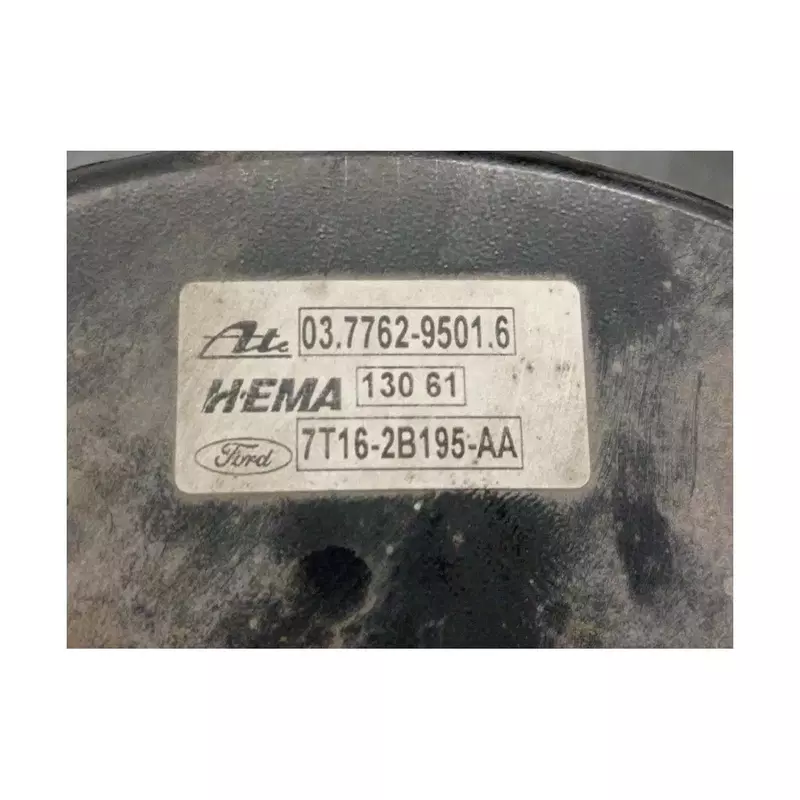 Ate 03.7762-9501.6
HEMA 130 61
Ford 7T16-2B195-AA